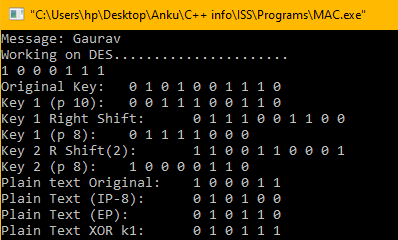 "C:\Users\hp\Desktop\Anku\C++ info\ISS\Programs\MAC.exe"
Message: Gaurav
Working on DES......................
1 0 0 0 1 1 1
Original Key:   0 1 0 1 0 0 1 1 1 0
Key 1 (p 10):   0 0 1 1 1 0 0 1 1 0
Key 1 Right Shift:      0 1 1 1 0 0 1 1 0 0
Key 1 (p 8):    0 1 1 1 1 0 0 0
Key 2 R Shift(2):       1 1 0 0 1 1 0 0 0 1
Key 2 (p 8):    1 0 0 0 0 1 1 0
Plain text Original:    1 0 0 0 1 1
Plain Text (IP-8):      0 1 0 1 0 0
Plain Text (EP):        0 1 0 1 1 0
Plain Text XOR k1:      0 1 0 1 1 1